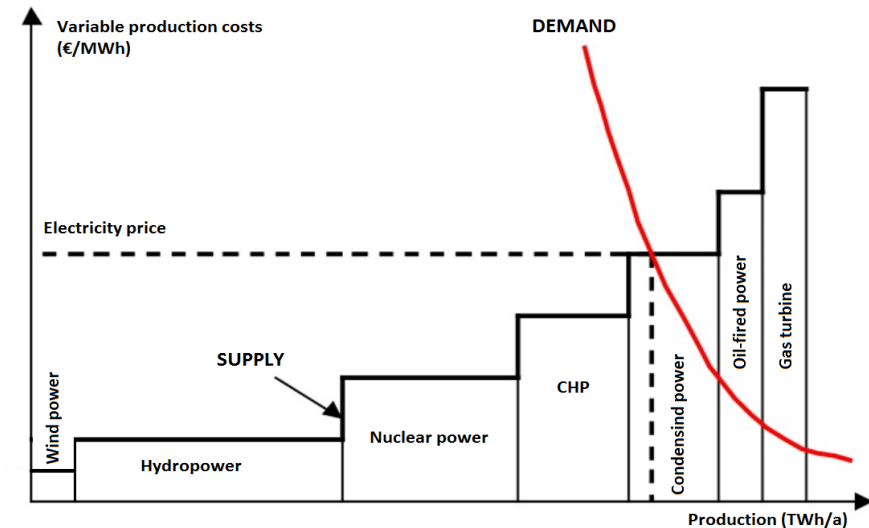 Variable production costs
(€/MWh)
DEMAND
Electricity price
SUPPLY
Wind power
Hydropower
Nuclear power
CHP
Condensind power
Oil-fired power
Gas turbine
Production (TWh/a)